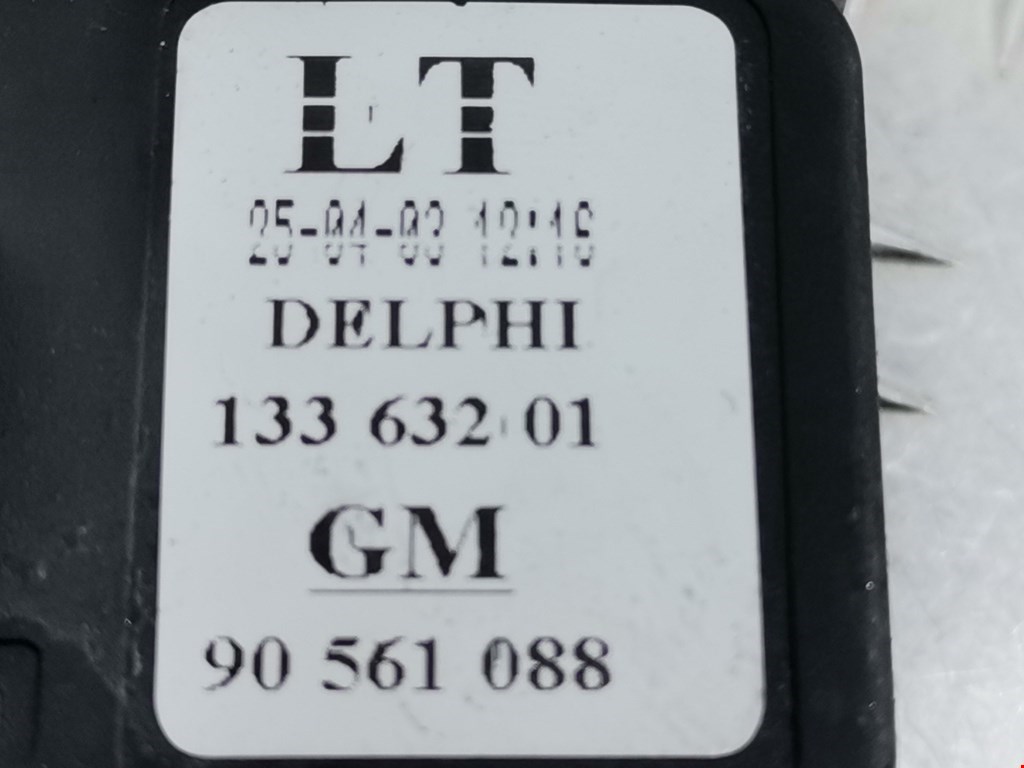 LT
25-04-03 12:16
DELPHI
133 632 01
GM
90 561 088